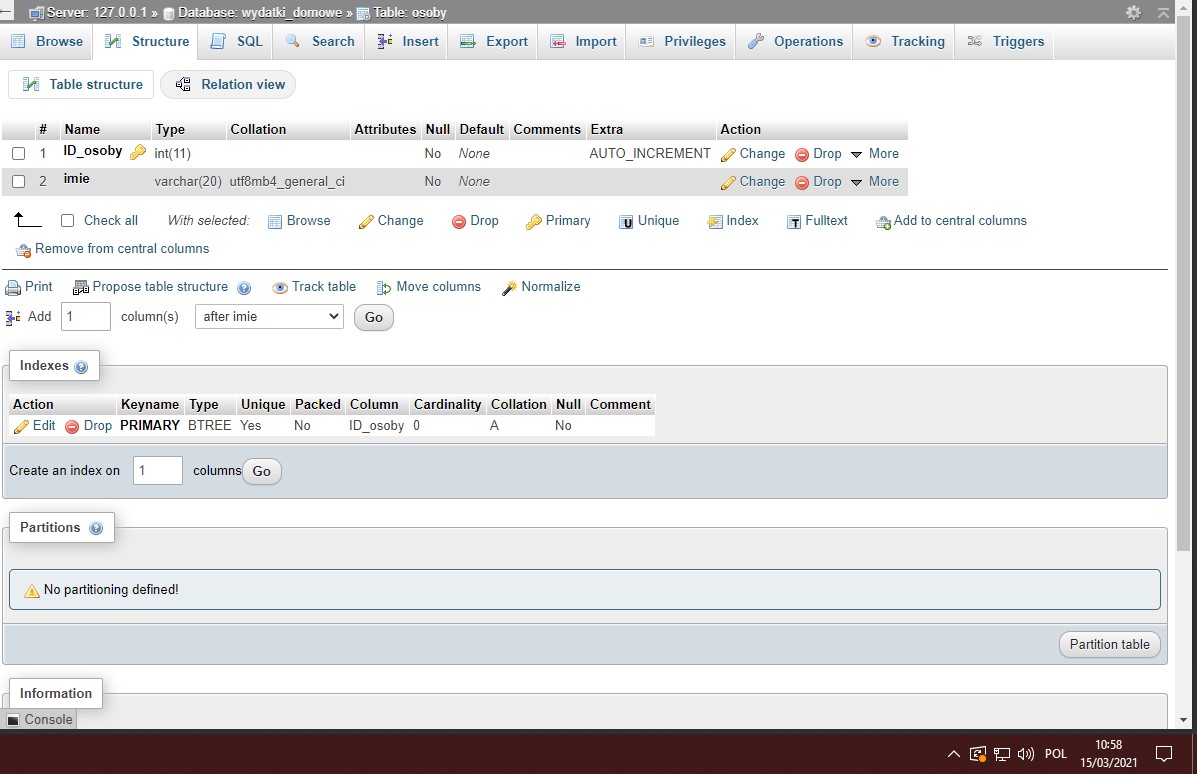 Server: 127.0.0.1 » Database: wydatki_domowe » Table: osoby
Browse Structure SQL Search Insert Export Import Privileges Operations Tracking Triggers
Table structure Relation view
# Name Type Collation Attributes Null Default Comments Extra Action
1 ID_osoby int(11) No None AUTO_INCREMENT Change Drop More
2 imie varchar(20) utf8mb4_general_ci No None Change Drop More
Check all With selected: Browse Change Drop Primary Unique Index Fulltext Add to central columns
Remove from central columns
Print Propose table structure Track table Move columns Normalize
Add 1 column(s) after imie Go
Indexes
Action Keyname Type Unique Packed Column Cardinality Collation Null Comment
Edit Drop PRIMARY BTREE Yes No ID_osoby 0 A No
Create an index on 1 columns Go
Partitions
No partitioning defined!
Partition table
Information
Console
POL 10:58
15/03/2021